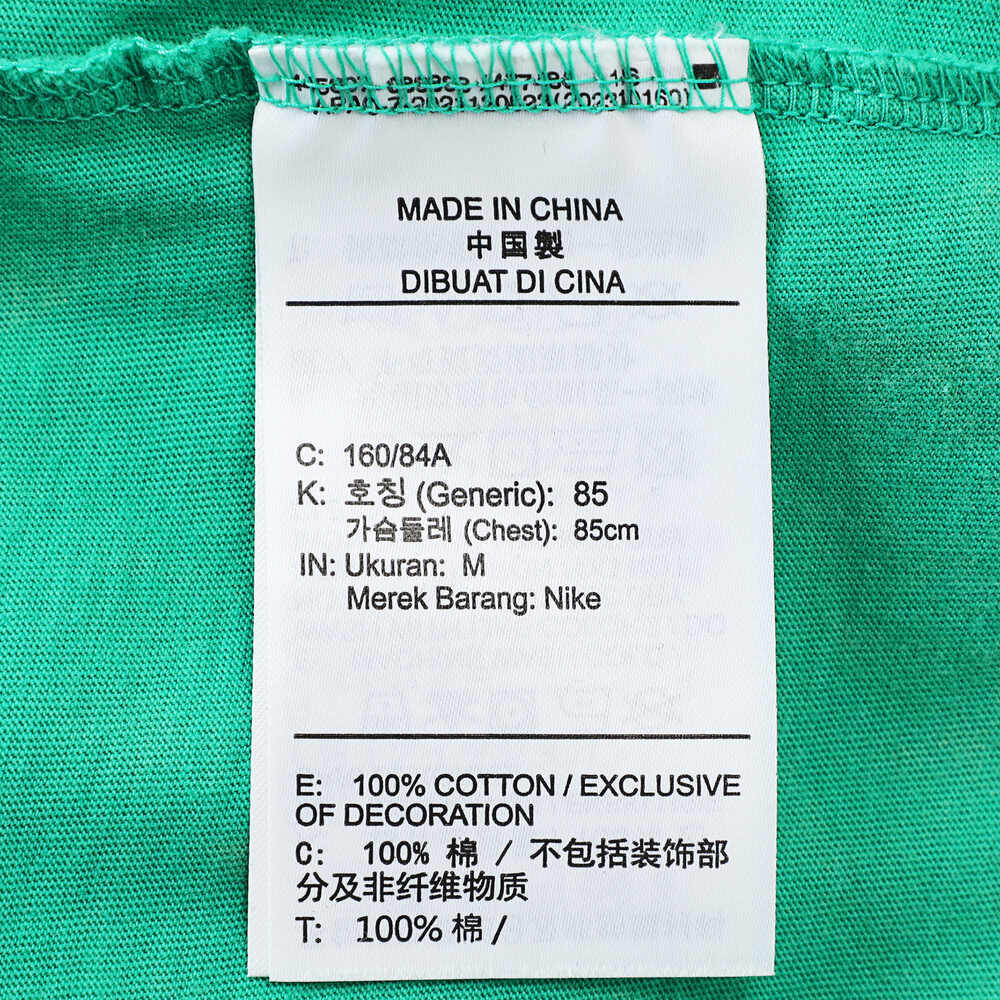 MADE IN CHINA
中国製
DIBUAT DI CINA
C: 160/84A
K: 호칭 (Generic): 85
가슴둘레 (Chest): 85cm
IN: Ukuran: M
Merek Barang: Nike
E: 100% COTTON / EXCLUSIVE
OF DECORATION
C: 100% 棉 / 不包括装饰部
分及非纤维物质
T: 100% 棉 /